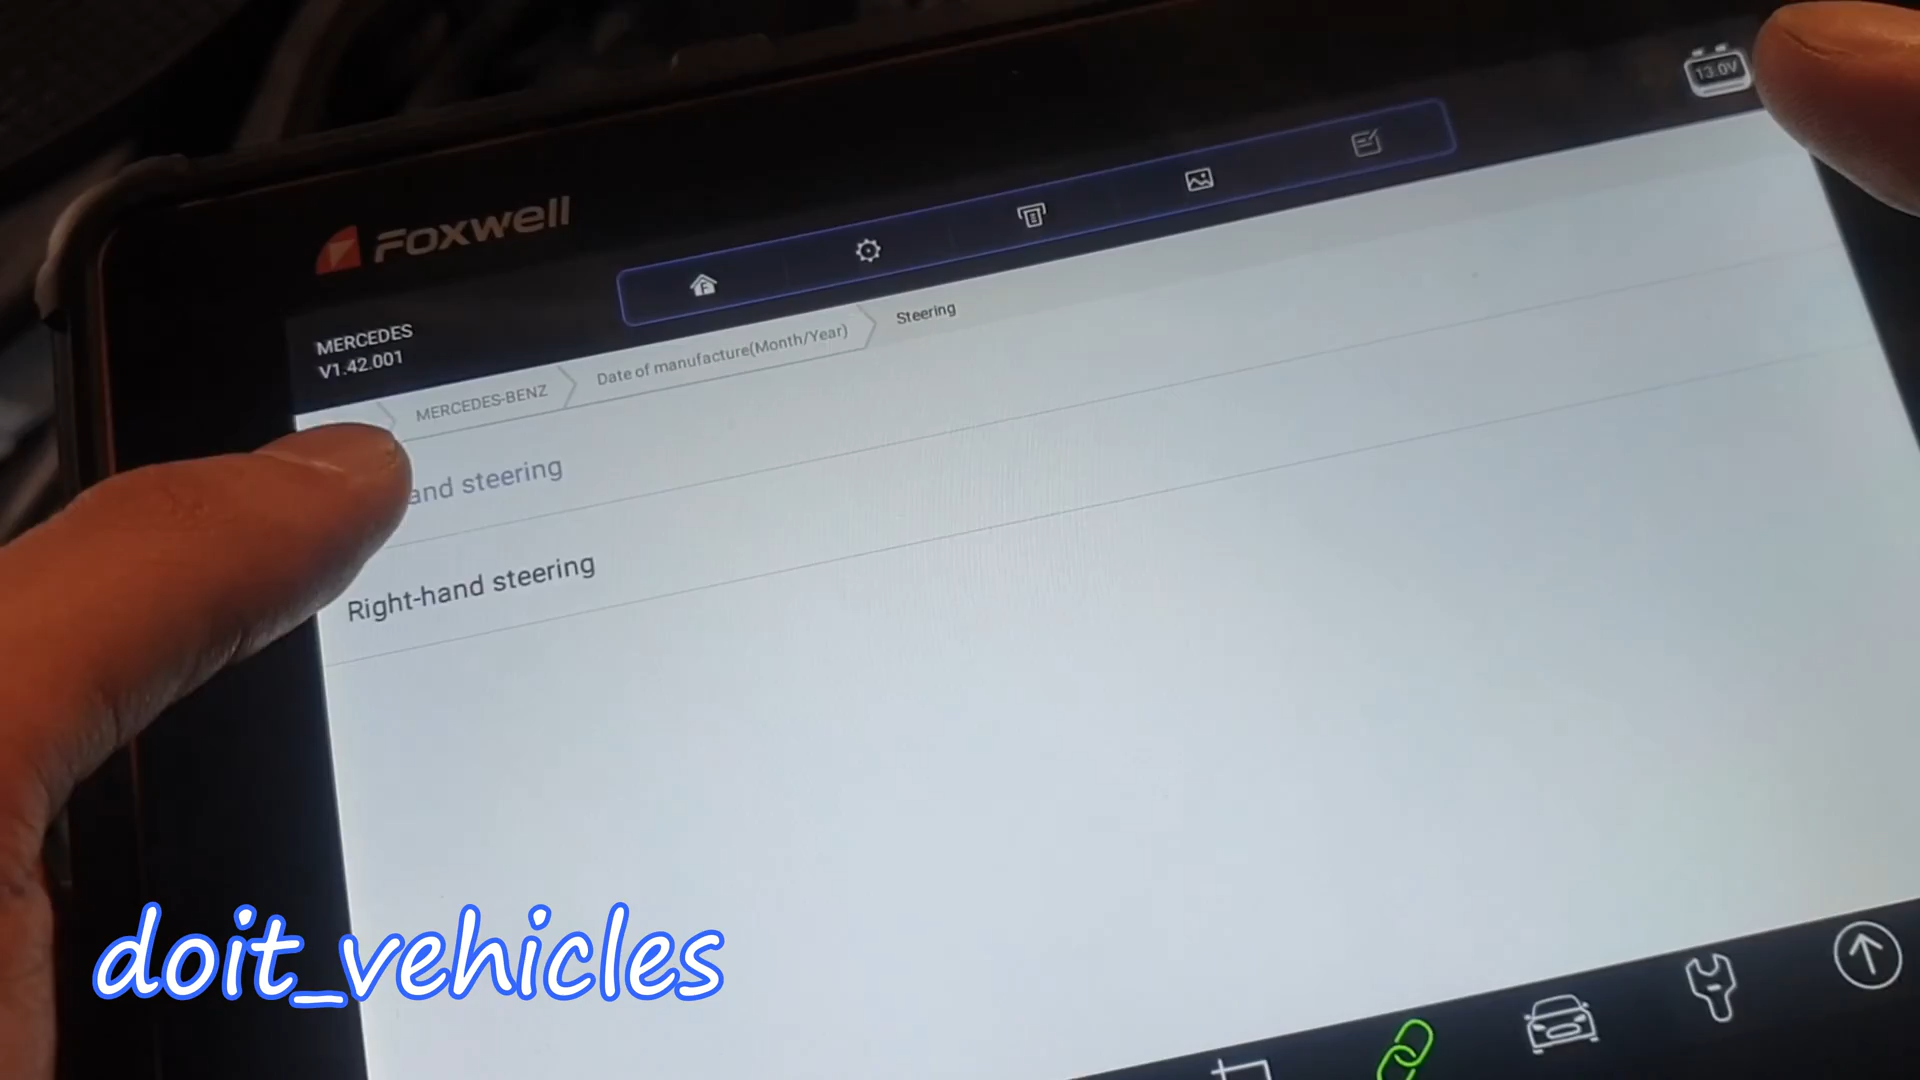 13.0V
FOXWELL
MERCEDES
V1.42.001
MERCEDES-BENZ
Date of manufacture(Month/Year)
Steering
and steering
Right-hand steering
doit_vehicles